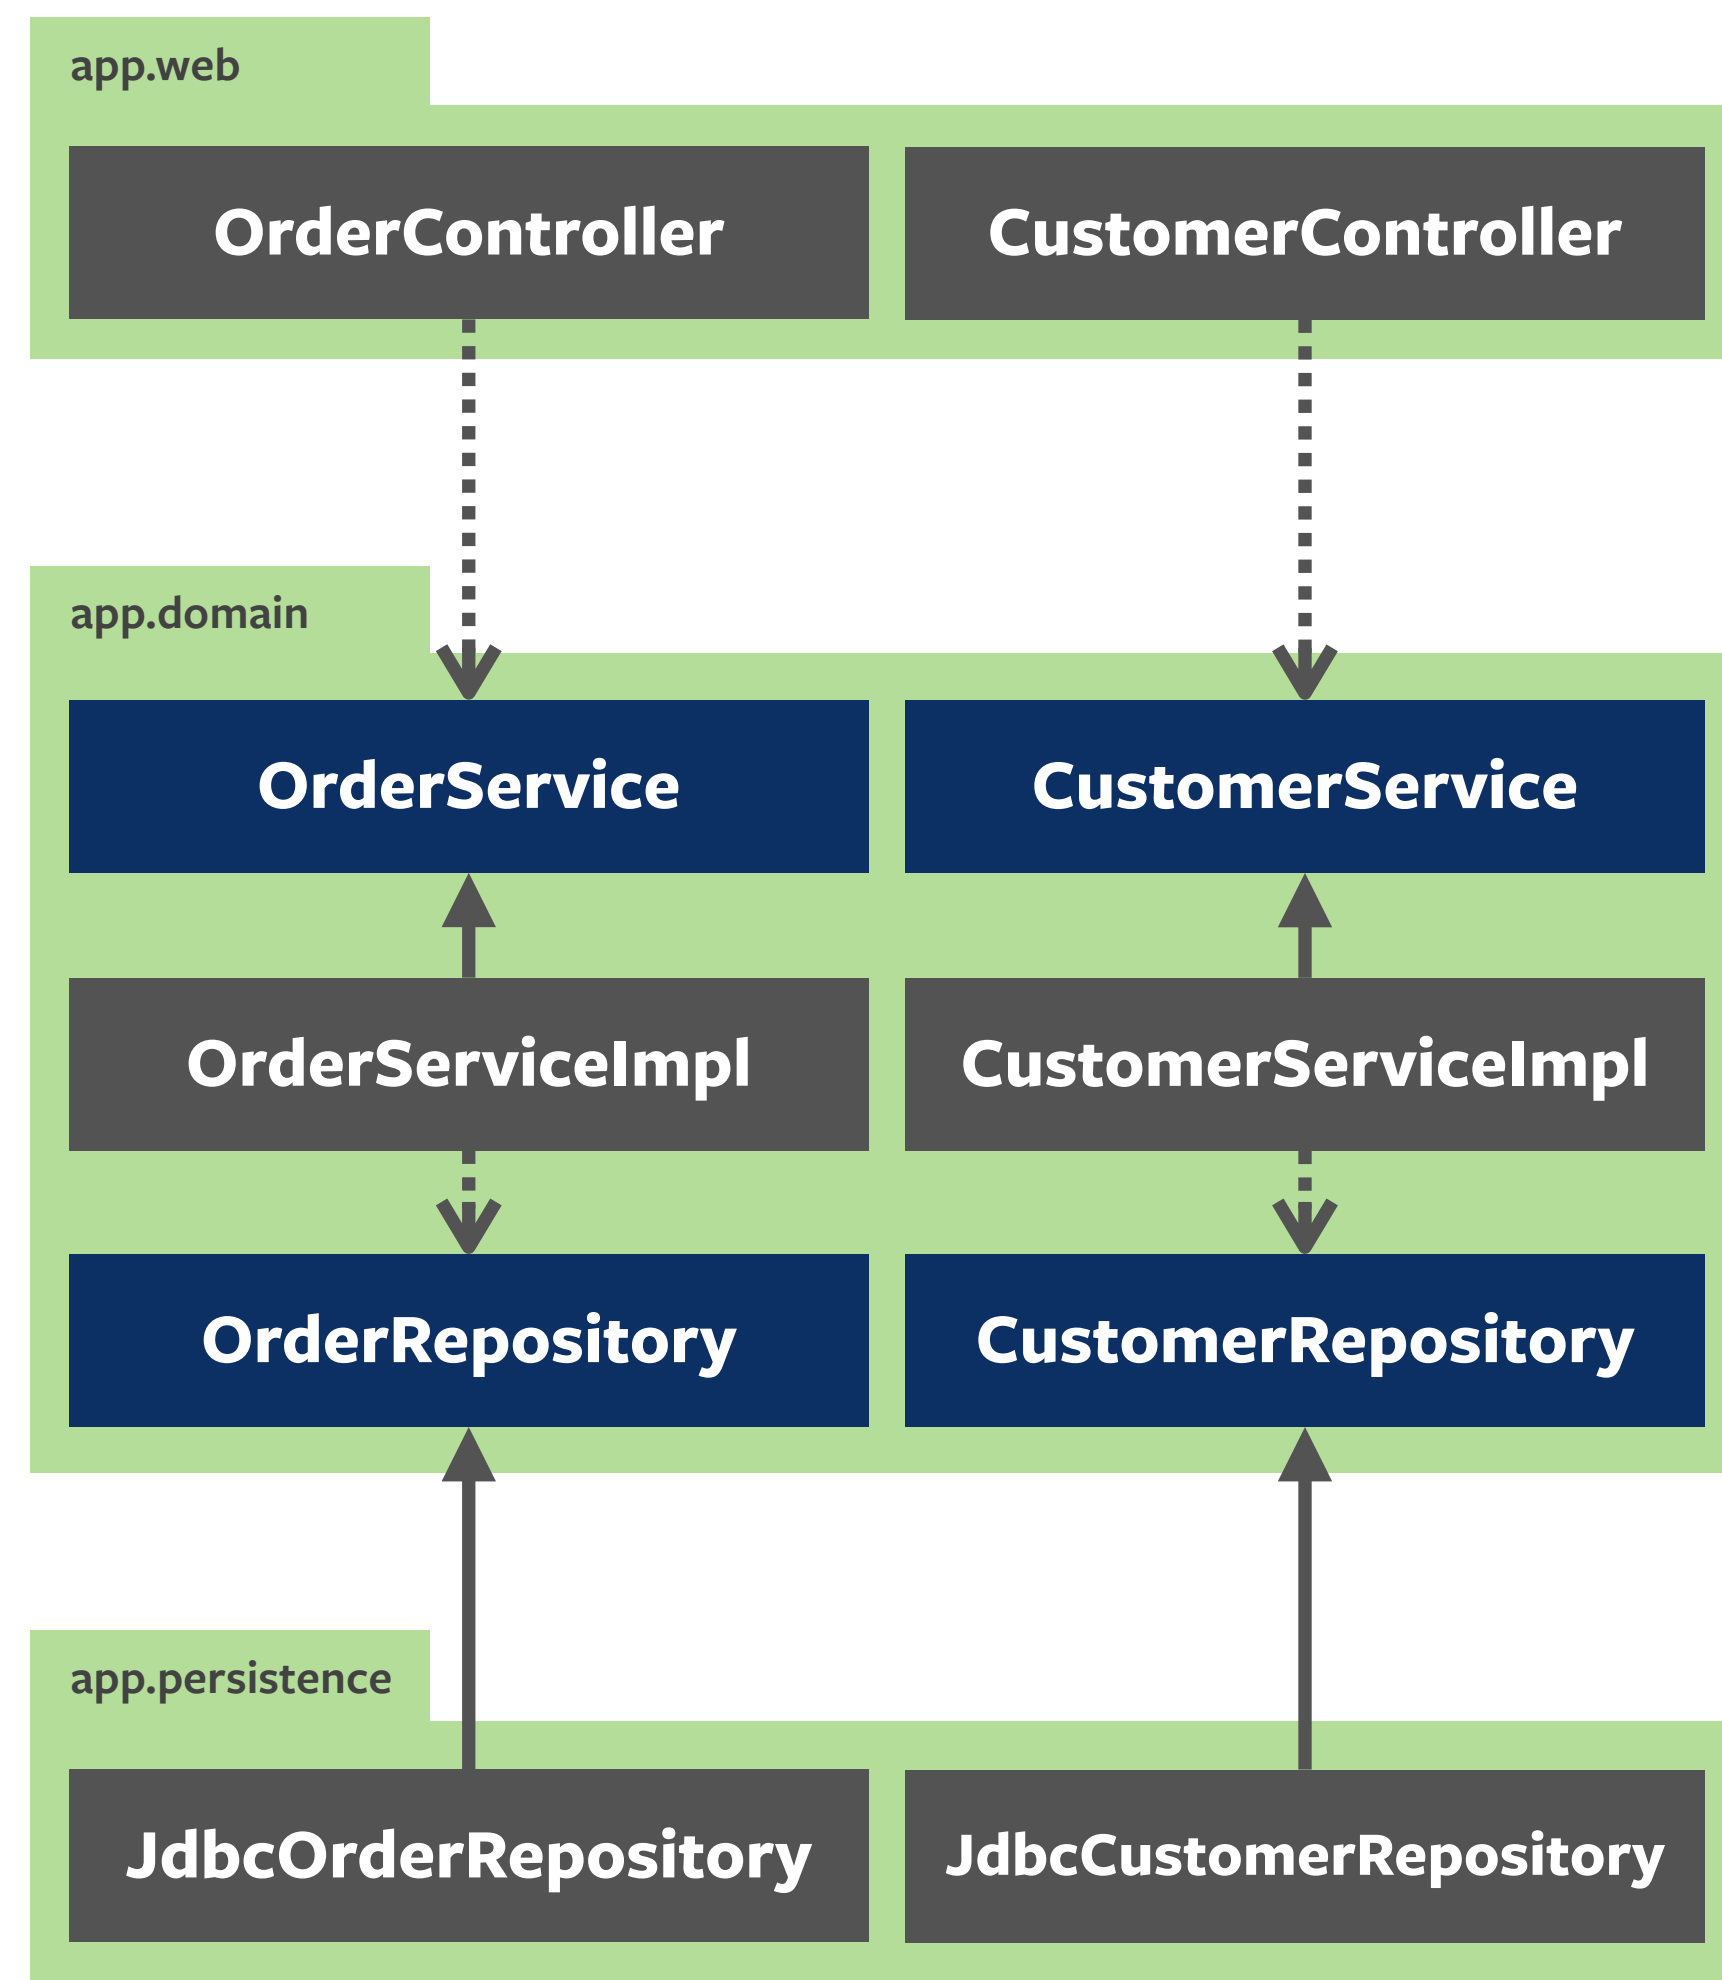 app.web
OrderController
CustomerController
app.domain
OrderService
CustomerService
OrderServiceImpl
CustomerServiceImpl
OrderRepository
CustomerRepository
app.persistence
JdbcOrderRepository
JdbcCustomerRepository